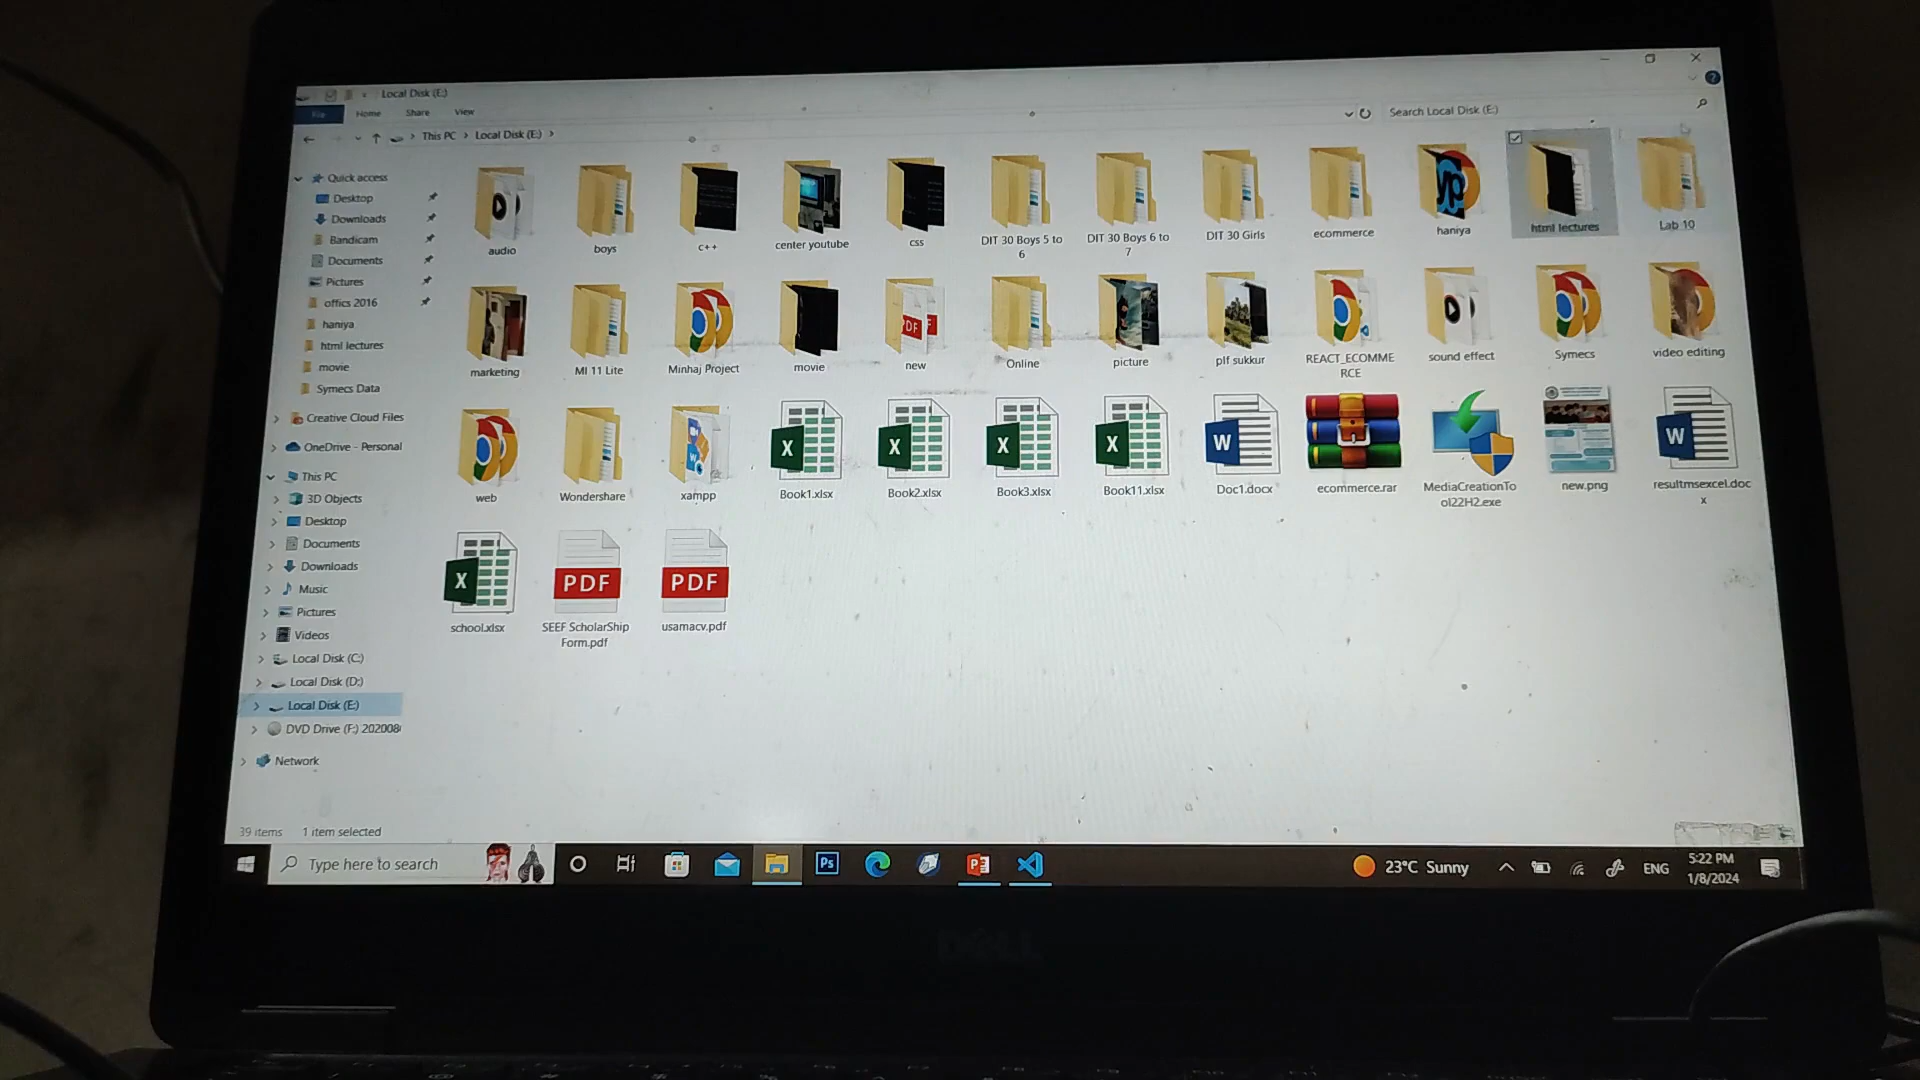 Local Disk (E:)
File Home Share View
This PC > Local Disk (E:) >
Search Local Disk (E:)
Quick access
Desktop
Downloads
Bandicam
Documents
Pictures
offics 2016
haniya
html lectures
movie
Symecs Data
Creative Cloud Files
OneDrive - Personal
This PC
3D Objects
Desktop
Documents
Downloads
Music
Pictures
Videos
Local Disk (C:)
Local Disk (D:)
Local Disk (E:)
DVD Drive (F:)
Network
audio
boys
c++
center youtube
css
DIT 30 Boys 5 to
6
DIT 30 Boys 6 to
7
DIT 30 Girls
ecommerce
haniya
html lectures
Lab 10
marketing
MI 11 Lite
Minhaj Project
movie
PDF
new
Online
picture
plf sukkur
REACT_ECOMME
RCE
sound effect
Symecs
video editing
web
Wondershare
xampp
X
Book1.xlsx
X
Book2.xlsx
X
Book3.xlsx
X
Book11.xlsx
W
Doc1.docx
ecommerce.rar
MediaCreationTo
ol22H2.exe
new.png
W
resultmsexcel.doc
x
X
school.xlsx
PDF
SEEF ScholarShip
Form.pdf
PDF
usamacv.pdf
39 items 1 item selected
Type here to search
Ps
23°C Sunny
ENG
5:22 PM
1/8/2024